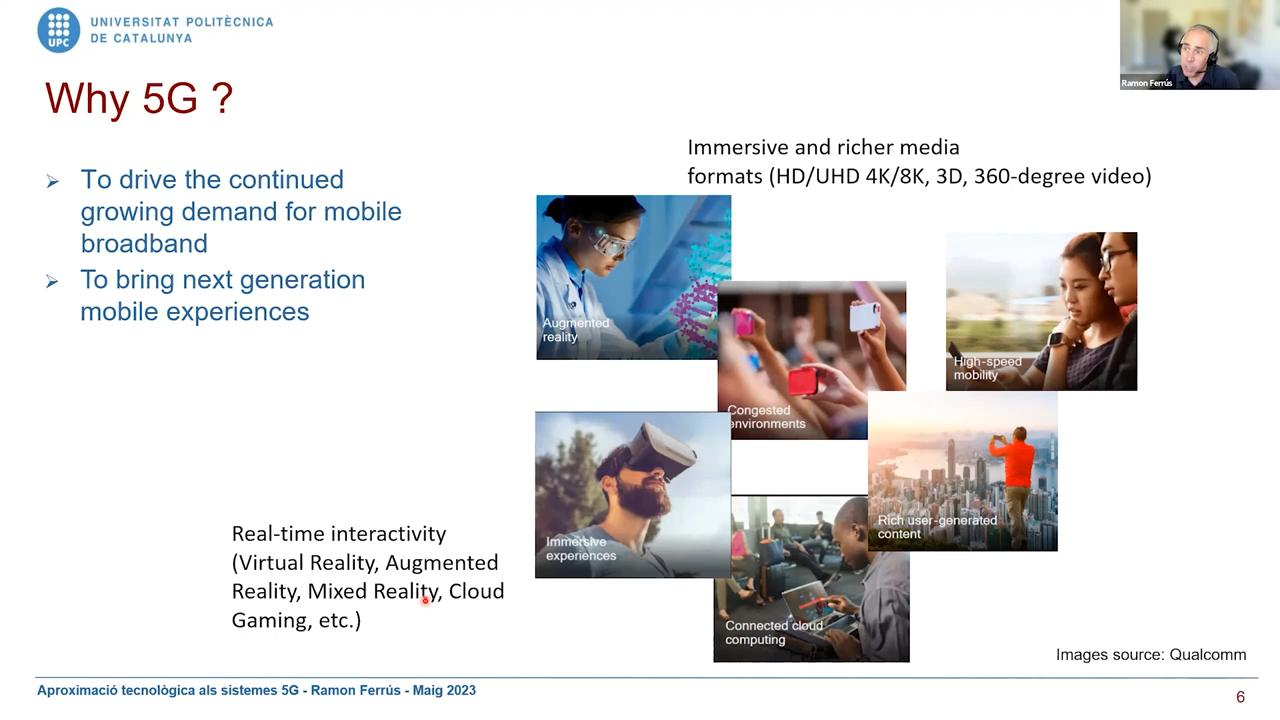 UNIVERSITAT POLITÈCNICA
DE CATALUNYA
UPC
Ramon Ferrús
Why 5G ?
To drive the continued
growing demand for mobile
broadband
To bring next generation
mobile experiences
Immersive and richer media
formats (HD/UHD 4K/8K, 3D, 360-degree video)
Augmented
reality
Congested
environments
High-speed
mobility
Immersive
experiences
Rich user-generated
content
Connected cloud
computing
Real-time interactivity
(Virtual Reality, Augmented
Reality, Mixed Reality, Cloud
Gaming, etc.)
Images source: Qualcomm
Aproximació tecnològica als sistemes 5G - Ramon Ferrús - Maig 2023
6